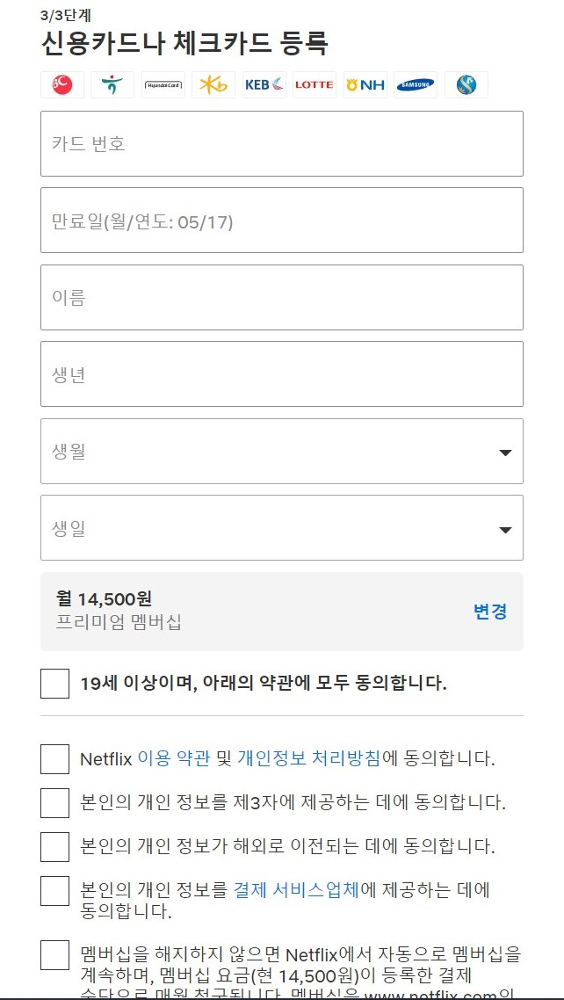 3/3단계
신용카드나 체크카드 등록
BC HyundaiCard Kb KEB LOTTE NH SAMSUNG
카드 번호
만료일(월/연도: 05/17)
이름
생년
생월
생일
월 14,500원
프리미엄 멤버십
변경
19세 이상이며, 아래의 약관에 모두 동의합니다.
Netflix 이용 약관 및 개인정보 처리방침에 동의합니다.
본인의 개인 정보를 제3자에 제공하는 데에 동의합니다.
본인의 개인 정보가 해외로 이전되는 데에 동의합니다.
본인의 개인 정보를 결제 서비스업체에 제공하는 데에
동의합니다.
멤버십을 해지하지 않으면 Netflix에서 자동으로 멤버십을
계속하며, 멤버십 요금(현 14,500원)이 등록한 결제
수단으로 매월 청구됩니다. 멤버십은 www.netflix.com의